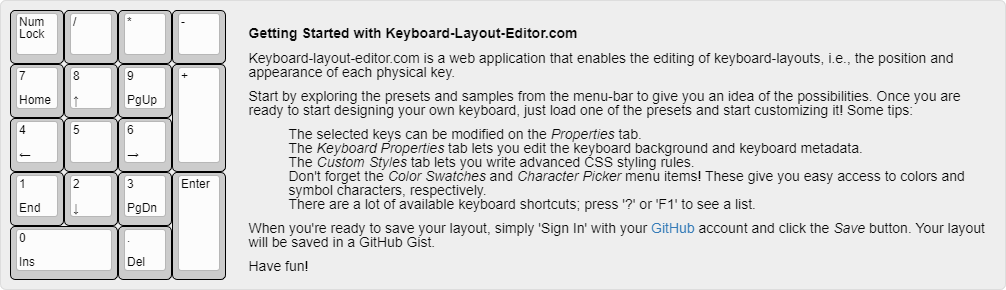 Num
Lock
/
*
-
7
Home
8
↑
9
PgUp
+
4
←
5
6
→
1
End
2
↓
3
PgDn
Enter
0
Ins
.
Del
Getting Started with Keyboard-Layout-Editor.com
Keyboard-layout-editor.com is a web application that enables the editing of keyboard-layouts, i.e., the position and
appearance of each physical key.
Start by exploring the presets and samples from the menu-bar to give you an idea of the possibilities. Once you are
ready to start designing your own keyboard, just load one of the presets and start customizing it! Some tips:
The selected keys can be modified on the Properties tab.
The Keyboard Properties tab lets you edit the keyboard background and keyboard metadata.
The Custom Styles tab lets you write advanced CSS styling rules.
Don't forget the Color Swatches and Character Picker menu items! These give you easy access to colors and
symbol characters, respectively.
There are a lot of available keyboard shortcuts; press '?' or 'F1' to see a list.
When you're ready to save your layout, simply 'Sign In' with your GitHub account and click the Save button. Your layout
will be saved in a GitHub Gist.
Have fun!